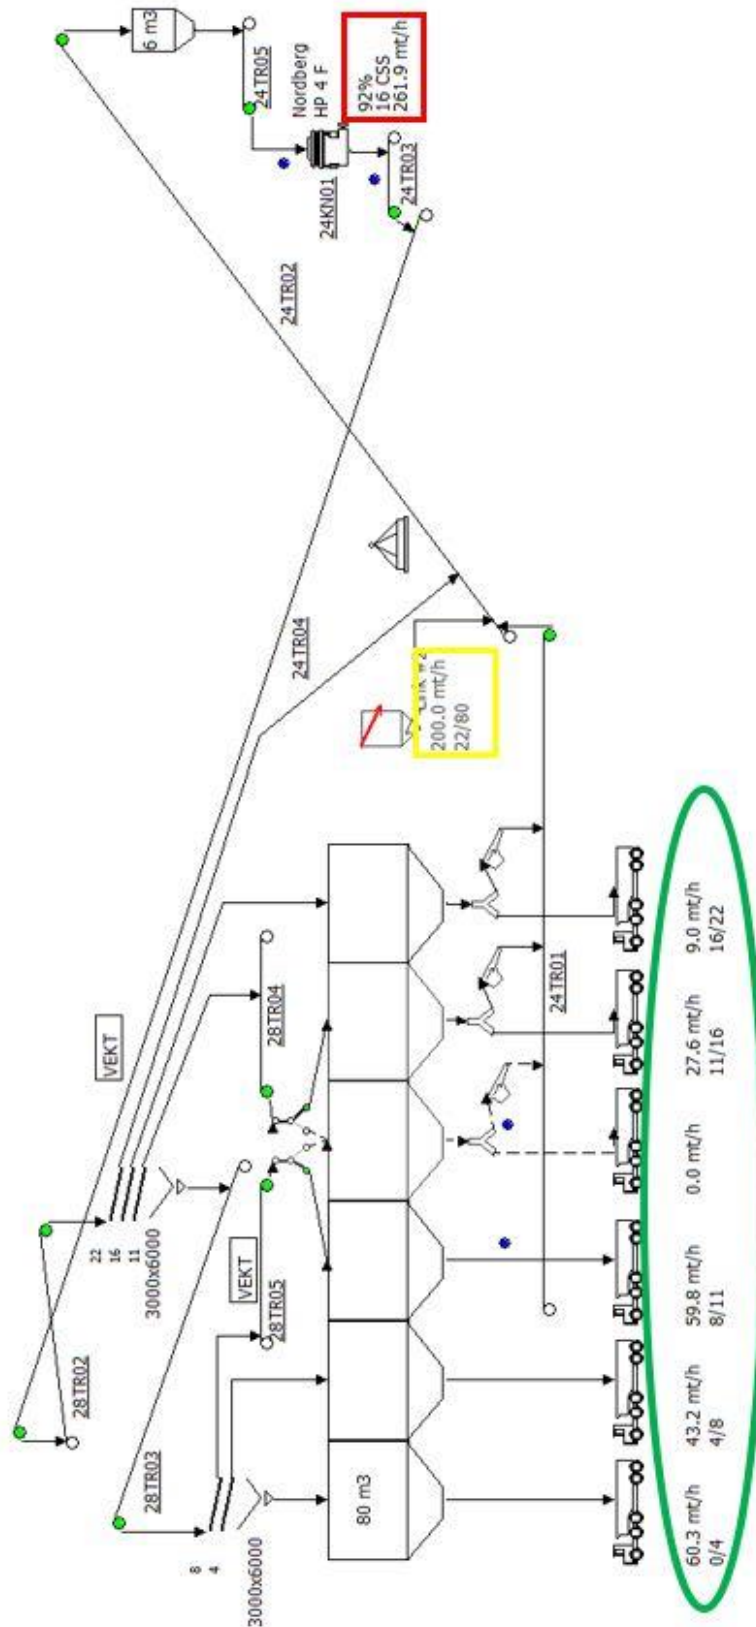 6 m3
24TR05
Nordberg
HP 4 F
92%
16 CSS
261.9 mt/h
24KN01
24TR03
24TR02
24TR04
200.0 mt/h
22/80
VEKT
28TR04
22
16
11
3000x6000
28TR02
VEKT
28TR05
28TR03
8
4
3000x6000
80 m3
24TR01
60.3 mt/h
0/4
43.2 mt/h
4/8
59.8 mt/h
8/11
0.0 mt/h
27.6 mt/h
11/16
9.0 mt/h
16/22